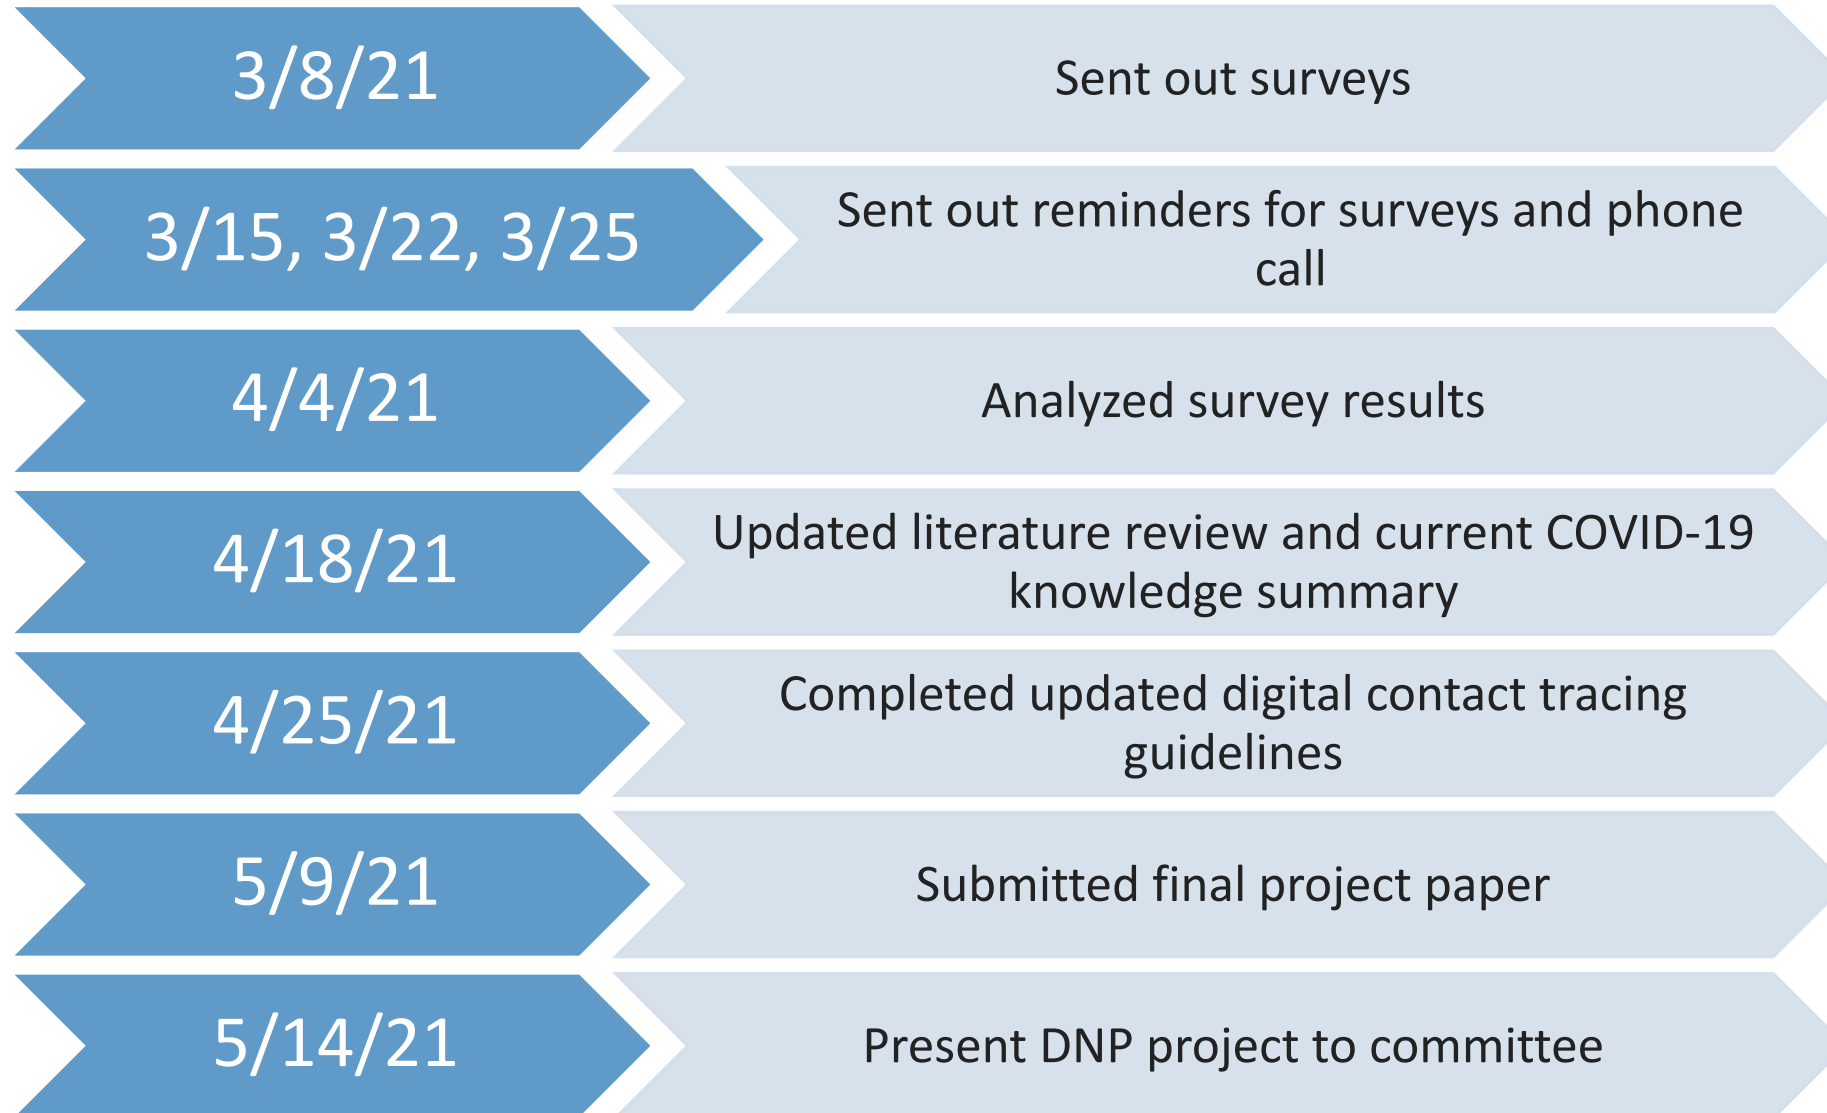 3/8/21
Sent out surveys
3/15, 3/22, 3/25
Sent out reminders for surveys and phone
call
4/4/21
Analyzed survey results
4/18/21
Updated literature review and current COVID-19
knowledge summary
4/25/21
Completed updated digital contact tracing
guidelines
5/9/21
Submitted final project paper
5/14/21
Present DNP project to committee